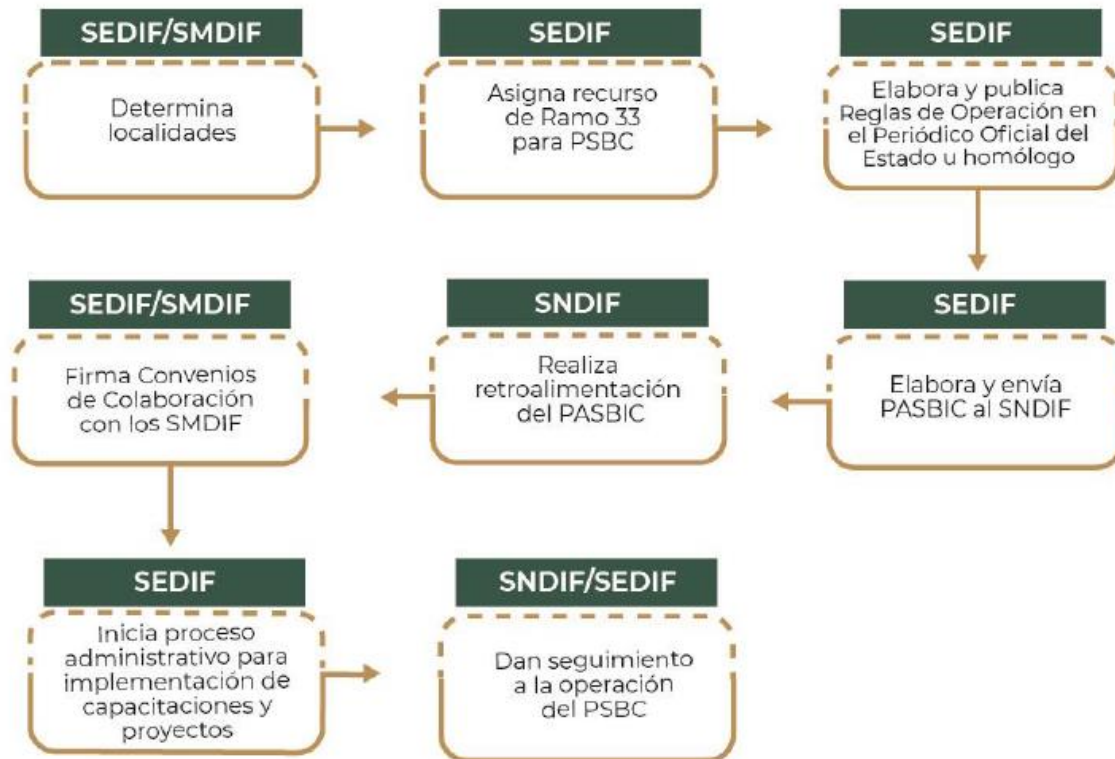 SEDIF/SMDIF
Determina
localidades
SEDIF
Asigna recurso
de Ramo 33
para PSBC
SEDIF
Elabora y publica
Reglas de Operación en
el Periódico Oficial del
Estado u homólogo
SEDIF
Elabora y envía
PASBIC al SNDIF
SNDIF
Realiza
retroalimentación
del PASBIC
SEDIF/SMDIF
Firma Convenios
de Colaboración
con los SMDIF
SEDIF
Inicia proceso
administrativo para
implementación de
capacitaciones y
proyectos
SNDIF/SEDIF
Dan seguimiento
a la operación
del PSBC